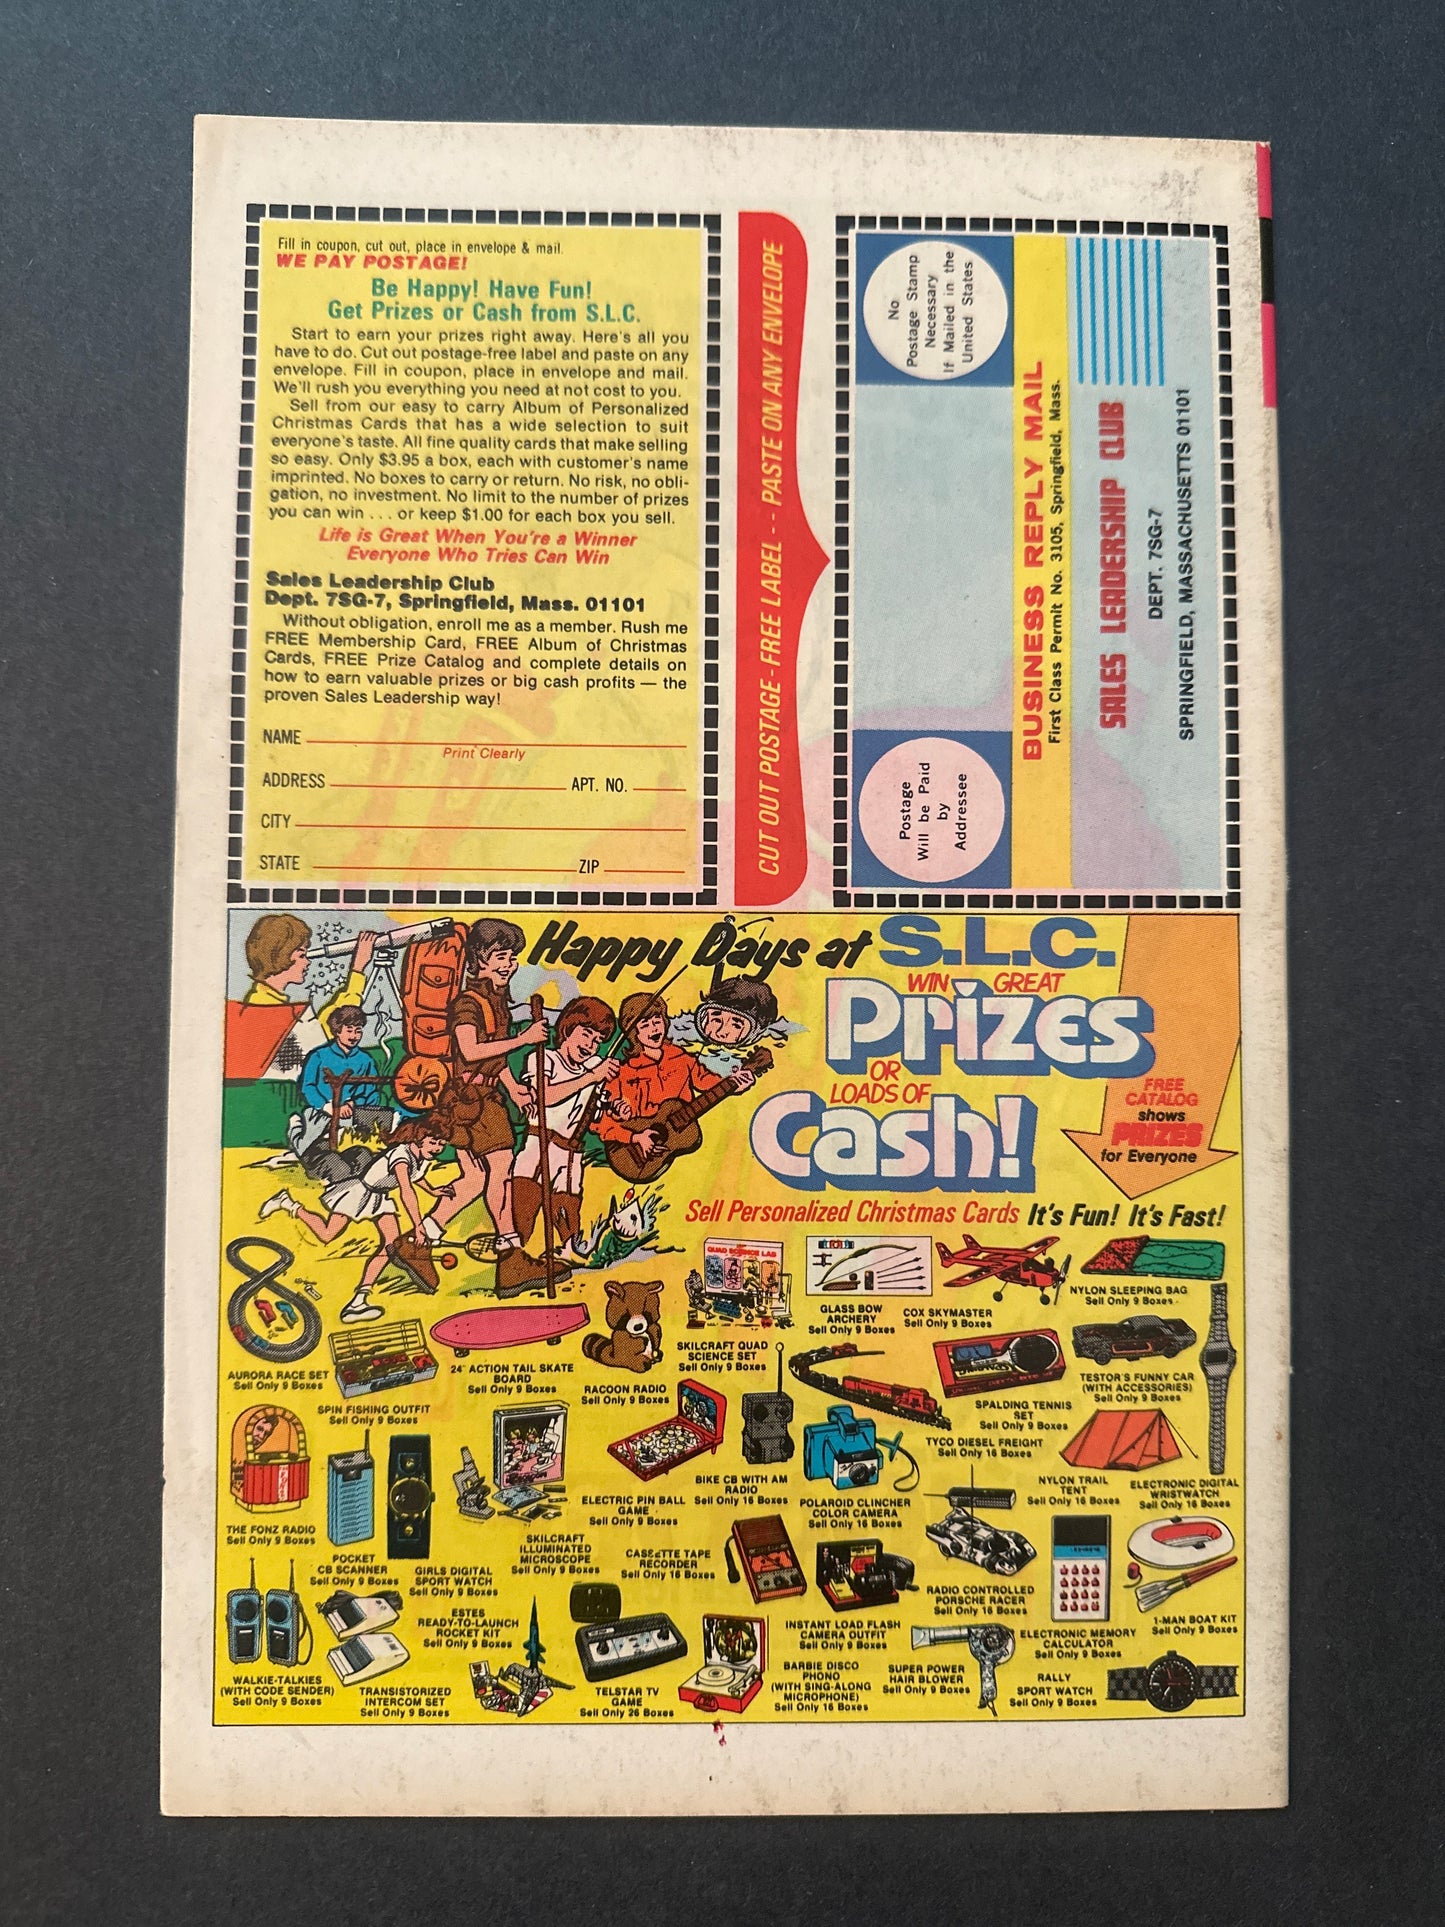 Fill in coupon, cut out, place in envelope & mail.
WE PAY POSTAGE!
Be Happy! Have Fun!
Get Prizes or Cash from S.L.C.
Start to earn your prizes right away. Here's all you
have to do. Cut out postage-free label and paste on any
envelope. Fill in coupon, place in envelope and mail.
We'll rush you everything you need at not cost to you.
Sell from our easy to carry Album of Personalized
Christmas Cards that has a wide selection to suit
everyone's taste. All fine quality cards that make selling
so easy. Only $3.95 a box, each with customer's name
imprinted. No boxes to carry or return. No risk, no obli-
gation, no investment. No limit to the number of prizes
you can win . . . or keep $1.00 for each box you sell.
Life is Great When You're a Winner
Everyone Who Tries Can Win
Sales Leadership Club
Dept. 7SG-7, Springfield, Mass. 01101
Without obligation, enroll me as a member. Rush me
FREE Membership Card, FREE Album of Christmas
Cards, FREE Prize Catalog and complete details on
how to earn valuable prizes or big cash profits — the
proven Sales Leadership way!
NAME
Print Clearly
ADDRESS APT. NO.
CITY
STATE ZIP
CUT OUT POSTAGE-FREE LABEL -- PASTE ON ANY ENVELOPE
No
Postage Stamp
Necessary
If Mailed in the
United States
Postage
Will be Paid
by
Addressee
BUSINESS REPLY MAIL
First Class Permit No. 3105, Springfield, Mass.
SALES LEADERSHIP CLUB
DEPT. 7SG-7
SPRINGFIELD, MASSACHUSETTS 01101
Happy Days at S.L.C.
WIN GREAT
Prizes
OR
LOADS OF
Cash!
FREE
CATALOG
shows
PRIZES
for Everyone
Sell Personalized Christmas Cards It's Fun! It's Fast!
QUAD SCIENCE LAB
NYLON SLEEPING BAG
Sell Only 9 Boxes
GLASS BOW
ARCHERY
Sell Only 9 Boxes
COX SKYMASTER
Sell Only 9 Boxes
SKILCRAFT QUAD
SCIENCE SET
Sell Only 9 Boxes
AURORA RACE SET
Sell Only 9 Boxes
24" ACTION TAIL SKATE
BOARD
Sell Only 9 Boxes
RACOON RADIO
Sell Only 9 Boxes
SPIN FISHING OUTFIT
Sell Only 9 Boxes
TESTOR'S FUNNY CAR
(WITH ACCESSORIES)
Sell Only 9 Boxes
SPALDING TENNIS
SET
Sell Only 9 Boxes
TYCO DIESEL FREIGHT
Sell Only 16 Boxes
BIKE CB WITH AM
RADIO
Sell Only 16 Boxes
NYLON TRAIL
TENT
Sell Only 16 Boxes
ELECTRONIC DIGITAL
WRISTWATCH
Sell Only 16 Boxes
POLAROID CLINCHER
COLOR CAMERA
Sell Only 16 Boxes
ELECTRIC PIN BALL
GAME
Sell Only 9 Boxes
THE FONZ RADIO
Sell Only 9 Boxes
SKILCRAFT
ILLUMINATED
MICROSCOPE
Sell Only 9 Boxes
CASSETTE TAPE
RECORDER
Sell Only 16 Boxes
POCKET
CB SCANNER
Sell Only 9 Boxes
GIRLS DIGITAL
SPORT WATCH
Sell Only 9 Boxes
RADIO CONTROLLED
PORSCHE RACER
Sell Only 16 Boxes
ESTES
READY-TO-LAUNCH
ROCKET KIT
Sell Only 9 Boxes
INSTANT LOAD FLASH
CAMERA OUTFIT
Sell Only 9 Boxes
ELECTRONIC MEMORY
CALCULATOR
Sell Only 9 Boxes
1-MAN BOAT KIT
Sell Only 9 Boxes
WALKIE-TALKIES
(WITH CODE SENDER)
Sell Only 9 Boxes
TRANSISTORIZED
INTERCOM SET
Sell Only 9 Boxes
TELSTAR TV
GAME
Sell Only 26 Boxes
BARBIE DISCO
PHONO
(WITH SING-ALONG
MICROPHONE)
Sell Only 16 Boxes
SUPER POWER
HAIR BLOWER
Sell Only 9 Boxes
RALLY
SPORT WATCH
Sell Only 9 Boxes